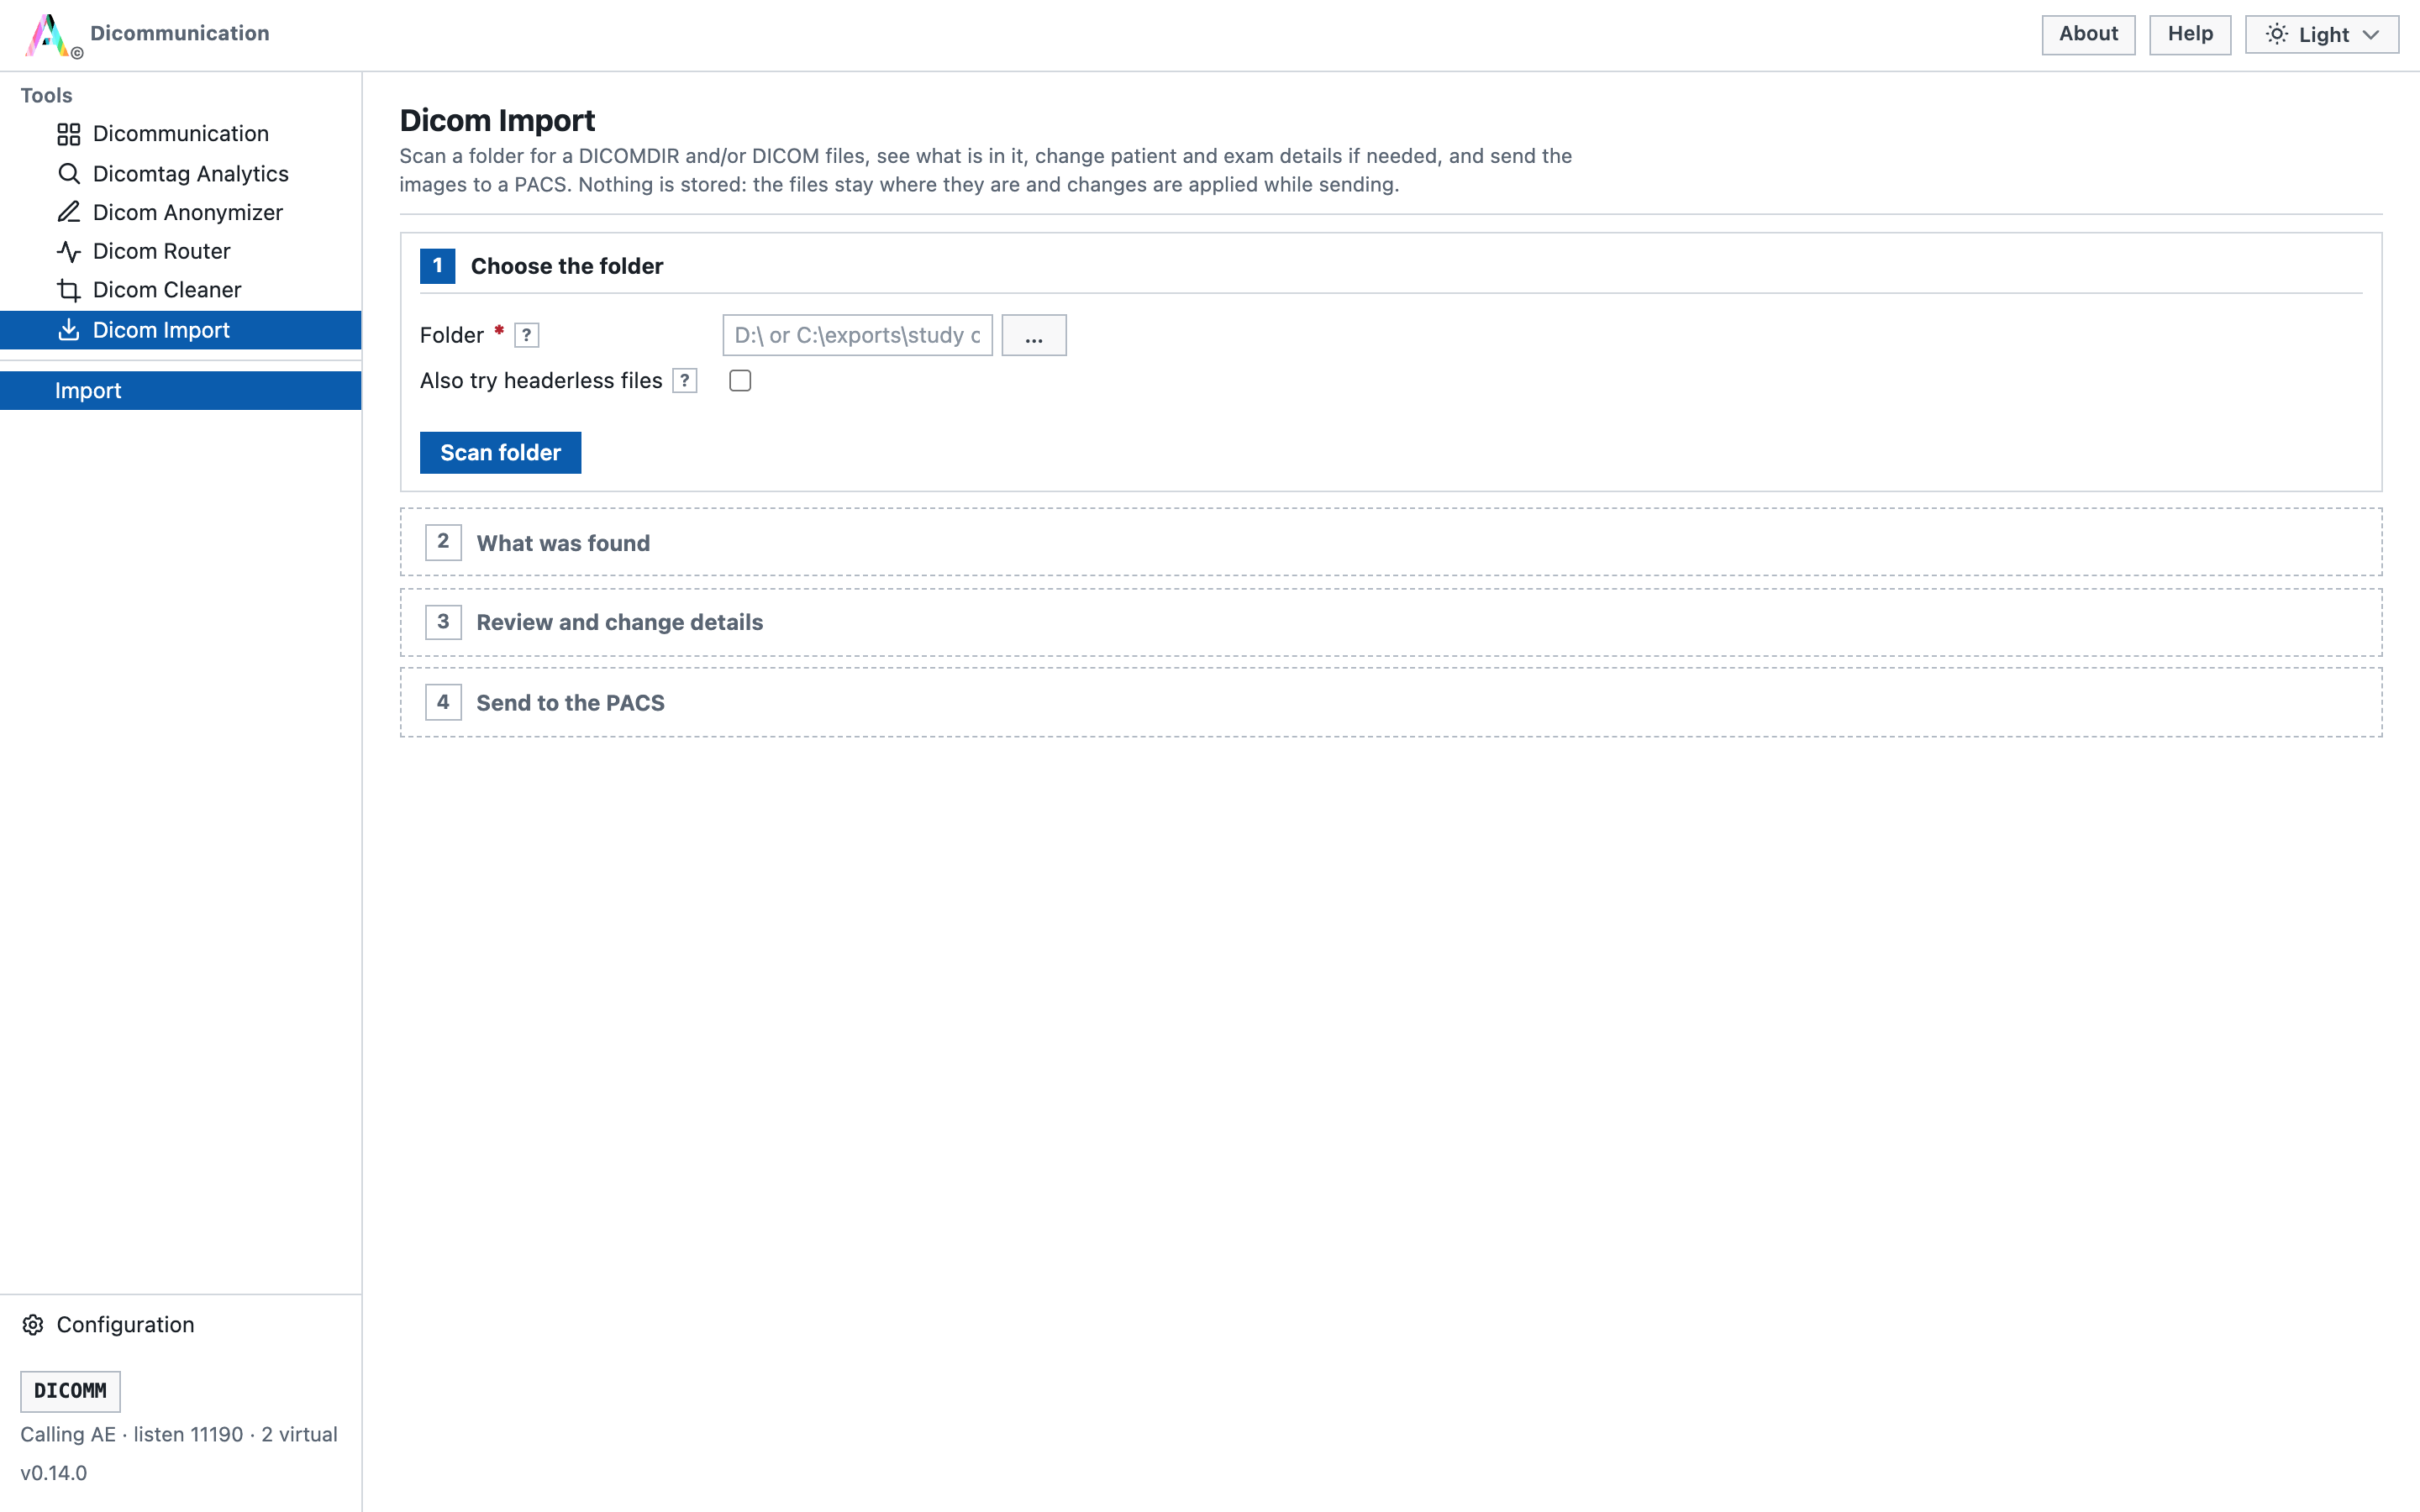 Dicommunication
About
Help
Light
Tools
Dicommunication
Dicomtag Analytics
Dicom Anonymizer
Dicom Router
Dicom Cleaner
Dicom Import
Import
Dicom Import
Scan a folder for a DICOMDIR and/or DICOM files, see what is in it, change patient and exam details if needed, and send the
images to a PACS. Nothing is stored: the files stay where they are and changes are applied while sending.
1 Choose the folder
Folder * ? D:\ or C:\exports\study c ...
Also try headerless files ?
Scan folder
2 What was found
3 Review and change details
4 Send to the PACS
Configuration
DICOMM
Calling AE · listen 11190 · 2 virtual
v0.14.0